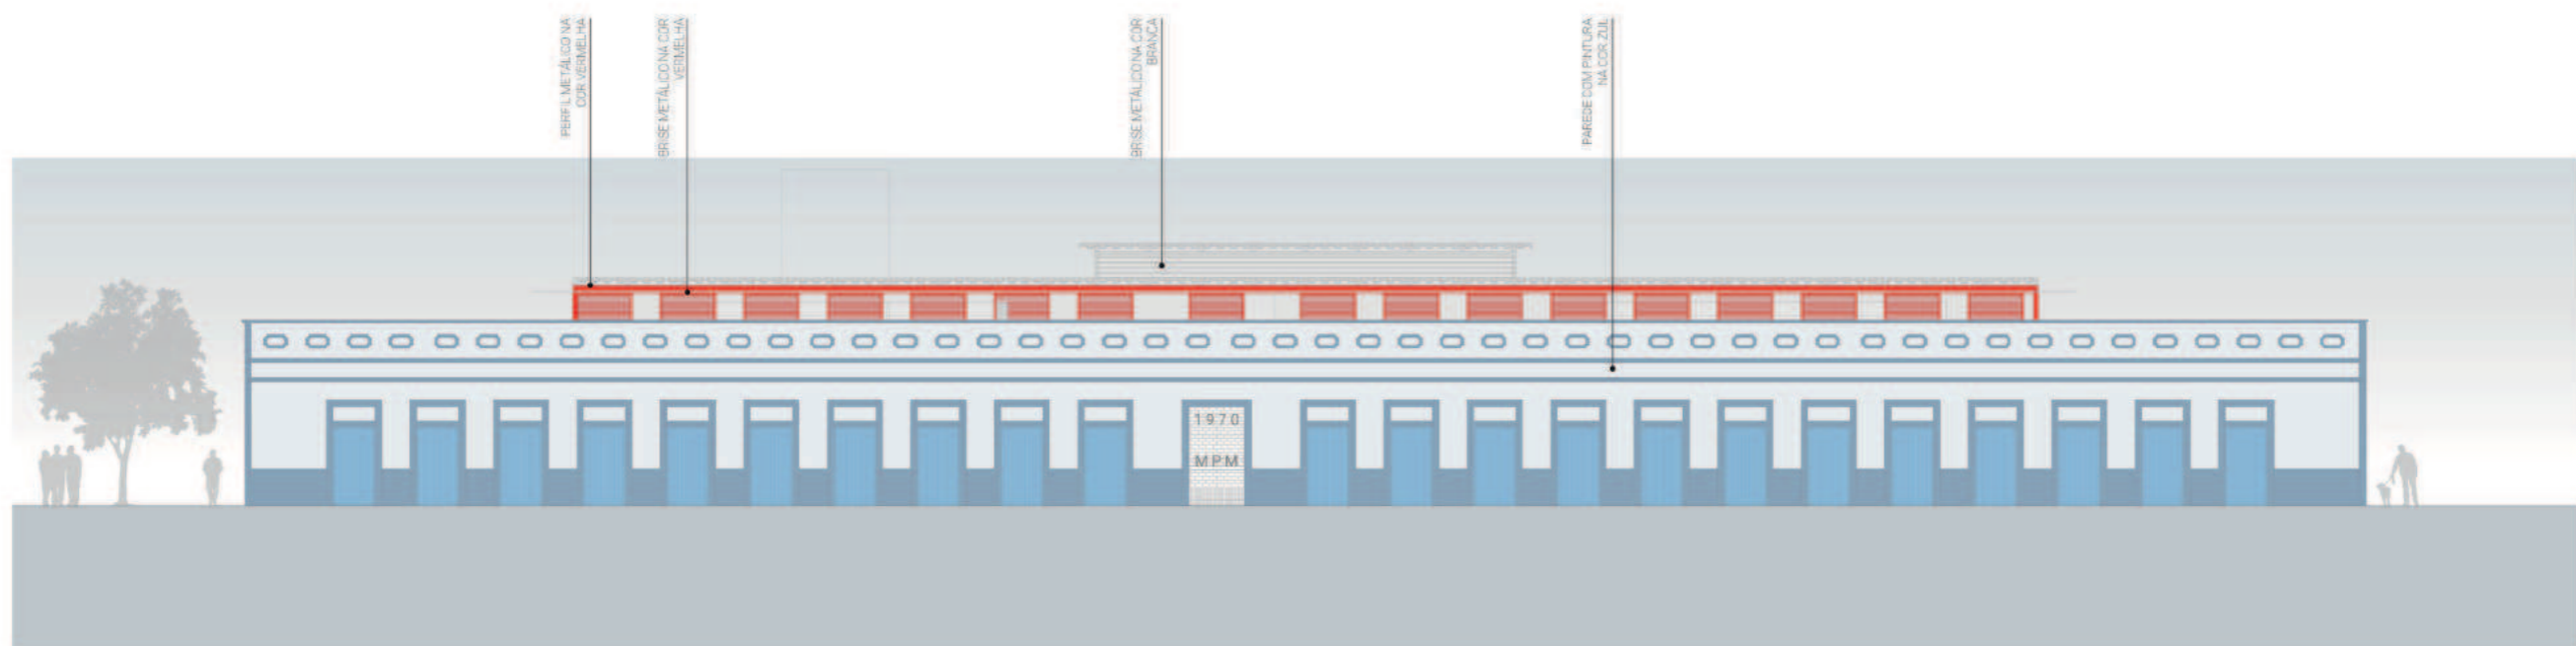 PERFIL METÁLICO NA
COR VERMELHA
BRISE METÁLICO NA COR
VERMELHA
BRISE METÁLICO NA COR
BRANCA
PAREDE COM PINTURA
NA COR ZUL
1970
MPM